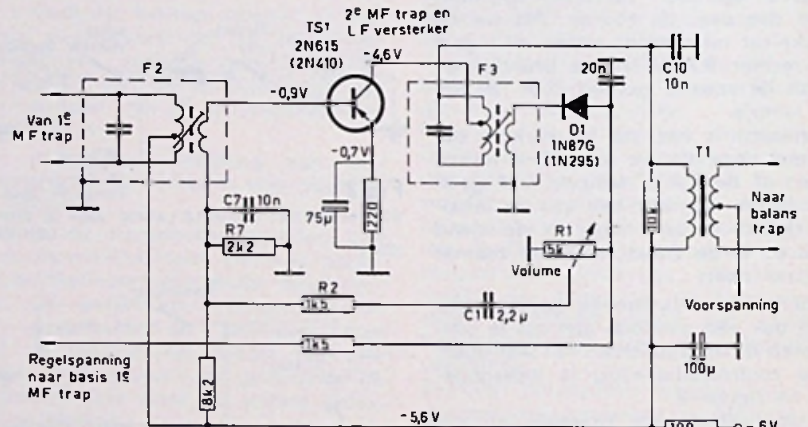 2e MF trap en
LF versterker
TS1
2N615
(2N410)
-4,6V
F2
-0,9V
F3
20n
C10
10n
Van 1e
MF trap
D1
1N87G
(1N295)
T1
-0,7V
75µ
220
C7 10n
R7
2k2
R1
5k
Volume
10k
Naar
balans
trap
R2
1k5
C1 2,2µ
Voorspanning
1k5
100µ
Regelspanning
naar basis 1e
MF trap
8k2
-5,6V
100
-6V